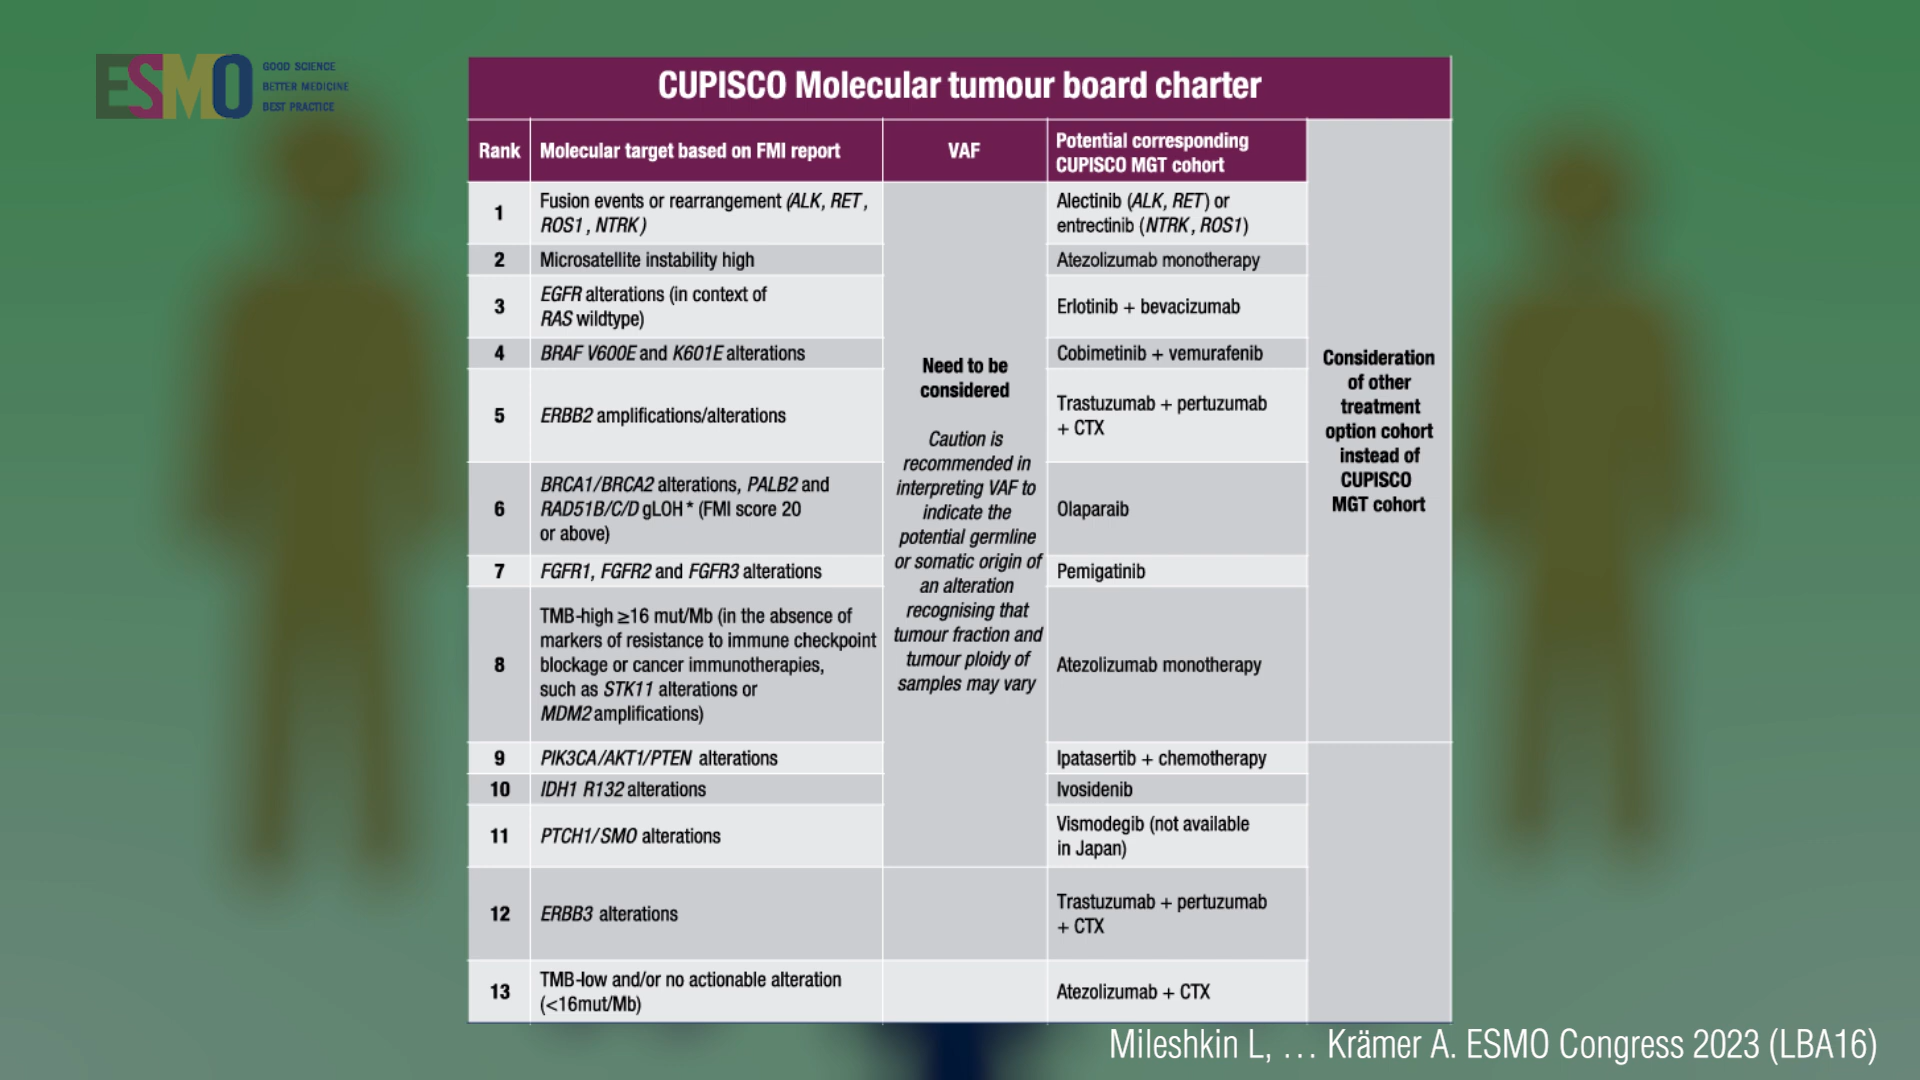 ESMO
GOOD SCIENCE
BETTER MEDICINE
BEST PRACTICE
CUPISCO Molecular tumour board charter
Rank
Molecular target based on FMI report
VAF
Potential corresponding
CUPISCO MGT cohort
1
Fusion events or rearrangement (ALK, RET,
ROS1, NTRK)
Alectinib (ALK, RET) or
entrectinib (NTRK, ROS1)
2
Microsatellite instability high
Atezolizumab monotherapy
3
EGFR alterations (in context of
RAS wildtype)
Erlotinib + bevacizumab
4
BRAF V600E and K601E alterations
Cobimetinib + vemurafenib
5
ERBB2 amplifications/alterations
Trastuzumab + pertuzumab
+ CTX
6
BRCA1/BRCA2 alterations, PALB2 and
RAD51B/C/D gLOH* (FMI score 20
or above)
Olaparaib
7
FGFR1, FGFR2 and FGFR3 alterations
Pemigatinib
8
TMB-high ≥16 mut/Mb (in the absence of
markers of resistance to immune checkpoint
blockage or cancer immunotherapies,
such as STK11 alterations or
MDM2 amplifications)
Atezolizumab monotherapy
9
PIK3CA/AKT1/PTEN alterations
Ipatasertib + chemotherapy
10
IDH1 R132 alterations
Ivosidenib
11
PTCH1/SMO alterations
Vismodegib (not available
in Japan)
12
ERBB3 alterations
Trastuzumab + pertuzumab
+ CTX
13
TMB-low and/or no actionable alteration
(<16mut/Mb)
Atezolizumab + CTX
Need to be
considered
Caution is
recommended in
interpreting VAF to
indicate the
potential germline
or somatic origin of
an alteration
recognising that
tumour fraction and
tumour ploidy of
samples may vary
Consideration
of other
treatment
option cohort
instead of
CUPISCO
MGT cohort
Mileshkin L, … Krämer A. ESMO Congress 2023 (LBA16)